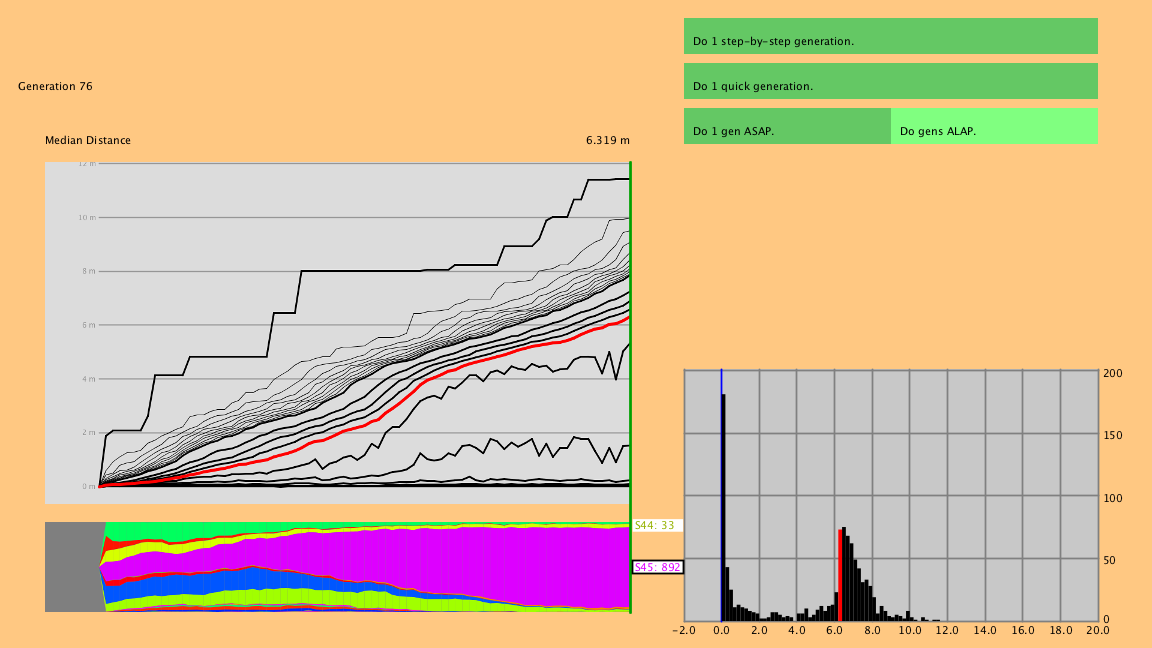 Do 1 step-by-step generation.
Generation 76
Do 1 quick generation.
Do 1 gen ASAP.
Do gens ALAP.
Median Distance
6.319 m
12 m
10 m
8 m
6 m
4 m
2 m
0 m
S44: 33
S45: 892
200
150
100
50
0
-2.0 0.0 2.0 4.0 6.0 8.0 10.0 12.0 14.0 16.0 18.0 20.0